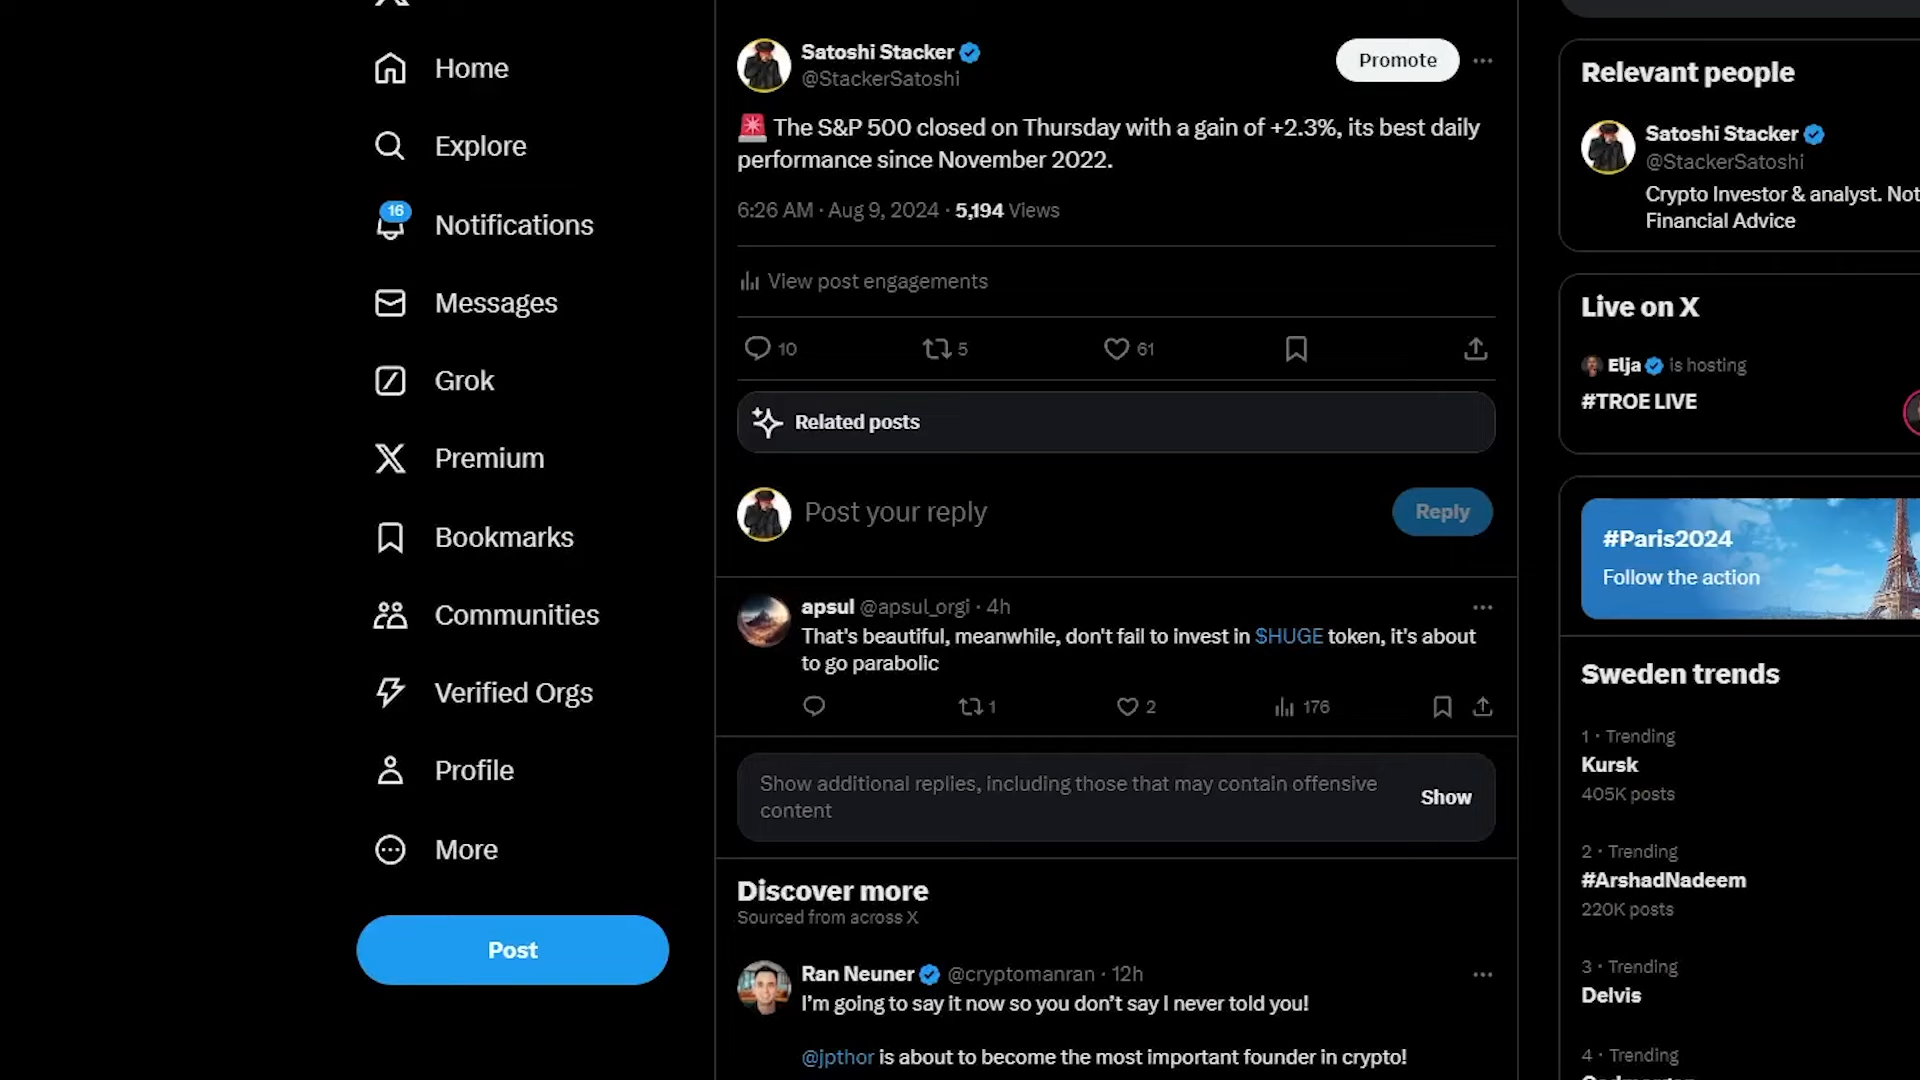 Home
Explore
16
Notifications
Messages
Grok
Premium
Bookmarks
Communities
Verified Orgs
Profile
More
Post
Satoshi Stacker
@StackerSatoshi
Promote
🚨 The S&P 500 closed on Thursday with a gain of +2.3%, its best daily
performance since November 2022.
6:26 AM · Aug 9, 2024 · 5,194 Views
View post engagements
10 5 61
Related posts
Post your reply
Reply
apsul @apsul_orgi · 4h
That's beautiful, meanwhile, don't fail to invest in $HUGE token, it's about
to go parabolic
1 2 176
Show additional replies, including those that may contain offensive
content
Show
Discover more
Sourced from across X
Ran Neuner @cryptomanran · 12h
I'm going to say it now so you don't say I never told you!
@jpthor is about to become the most important founder in crypto!
Relevant people
Satoshi Stacker
@StackerSatoshi
Crypto Investor & analyst. Not
Financial Advice
Live on X
Elja is hosting
#TROE LIVE
#Paris2024
Follow the action
Sweden trends
1 · Trending
Kursk
405K posts
2 · Trending
#ArshadNadeem
220K posts
3 · Trending
Delvis
4 · Trending